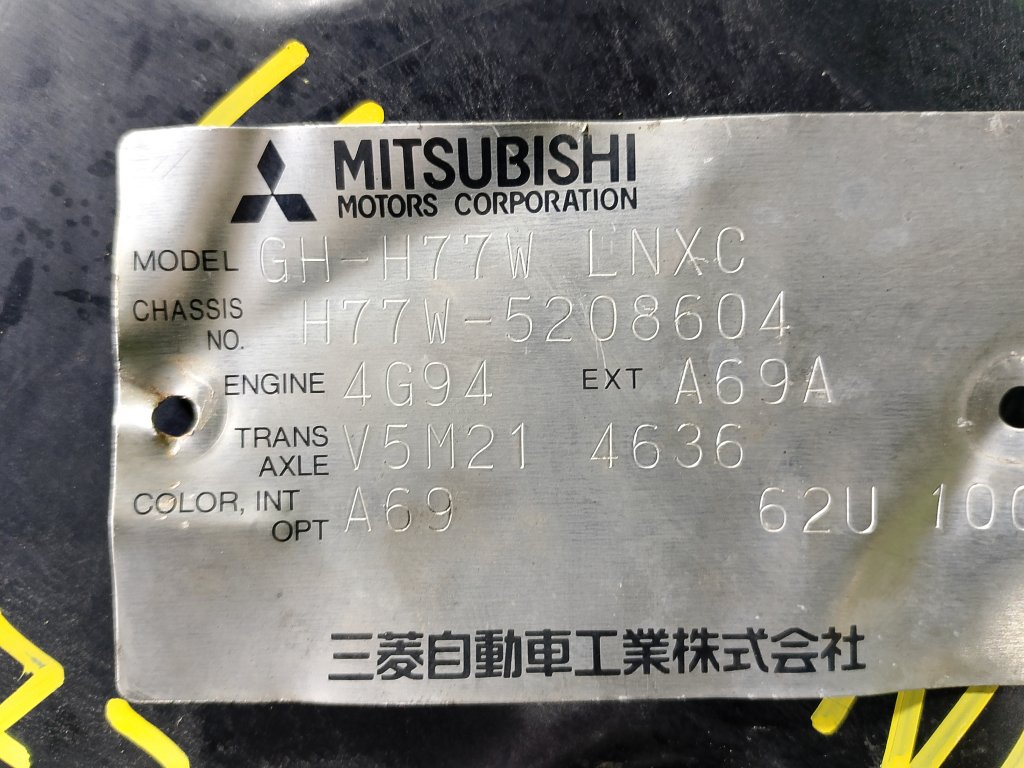 MITSUBISHI
MOTORS CORPORATION
MODEL GH-H77W LNXC
CHASSIS NO. H77W-5208604
ENGINE 4G94 EXT A69A
TRANS AXLE V5M21 4636
COLOR, INT OPT A69 62U 100
三菱自動車工業株式会社